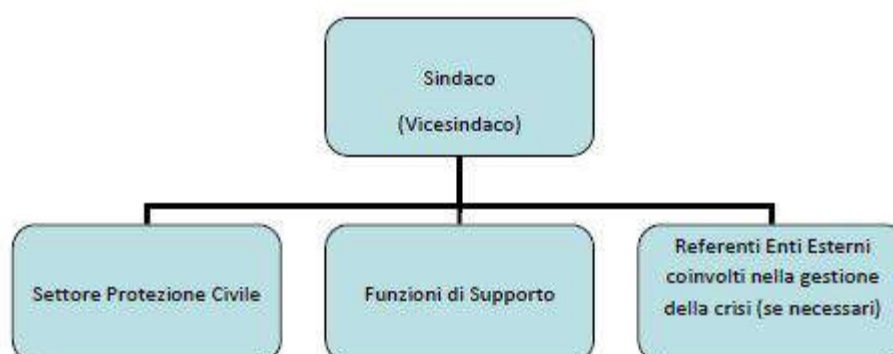 Sindaco
(Vicesindaco)
Settore Protezione Civile
Funzioni di Supporto
Referenti Enti Esterni
coinvolti nella gestione
della crisi (se necessari)